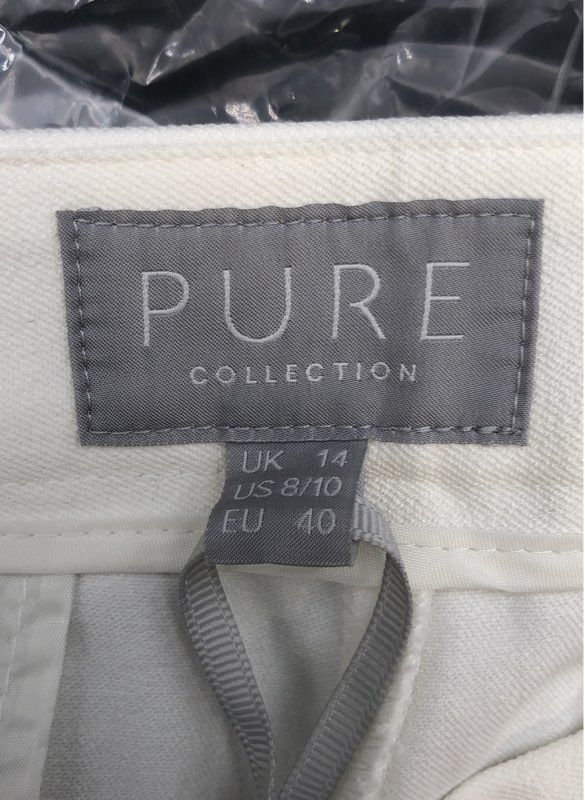 PURE
COLLECTION
UK 14
US 8/10
EU 40